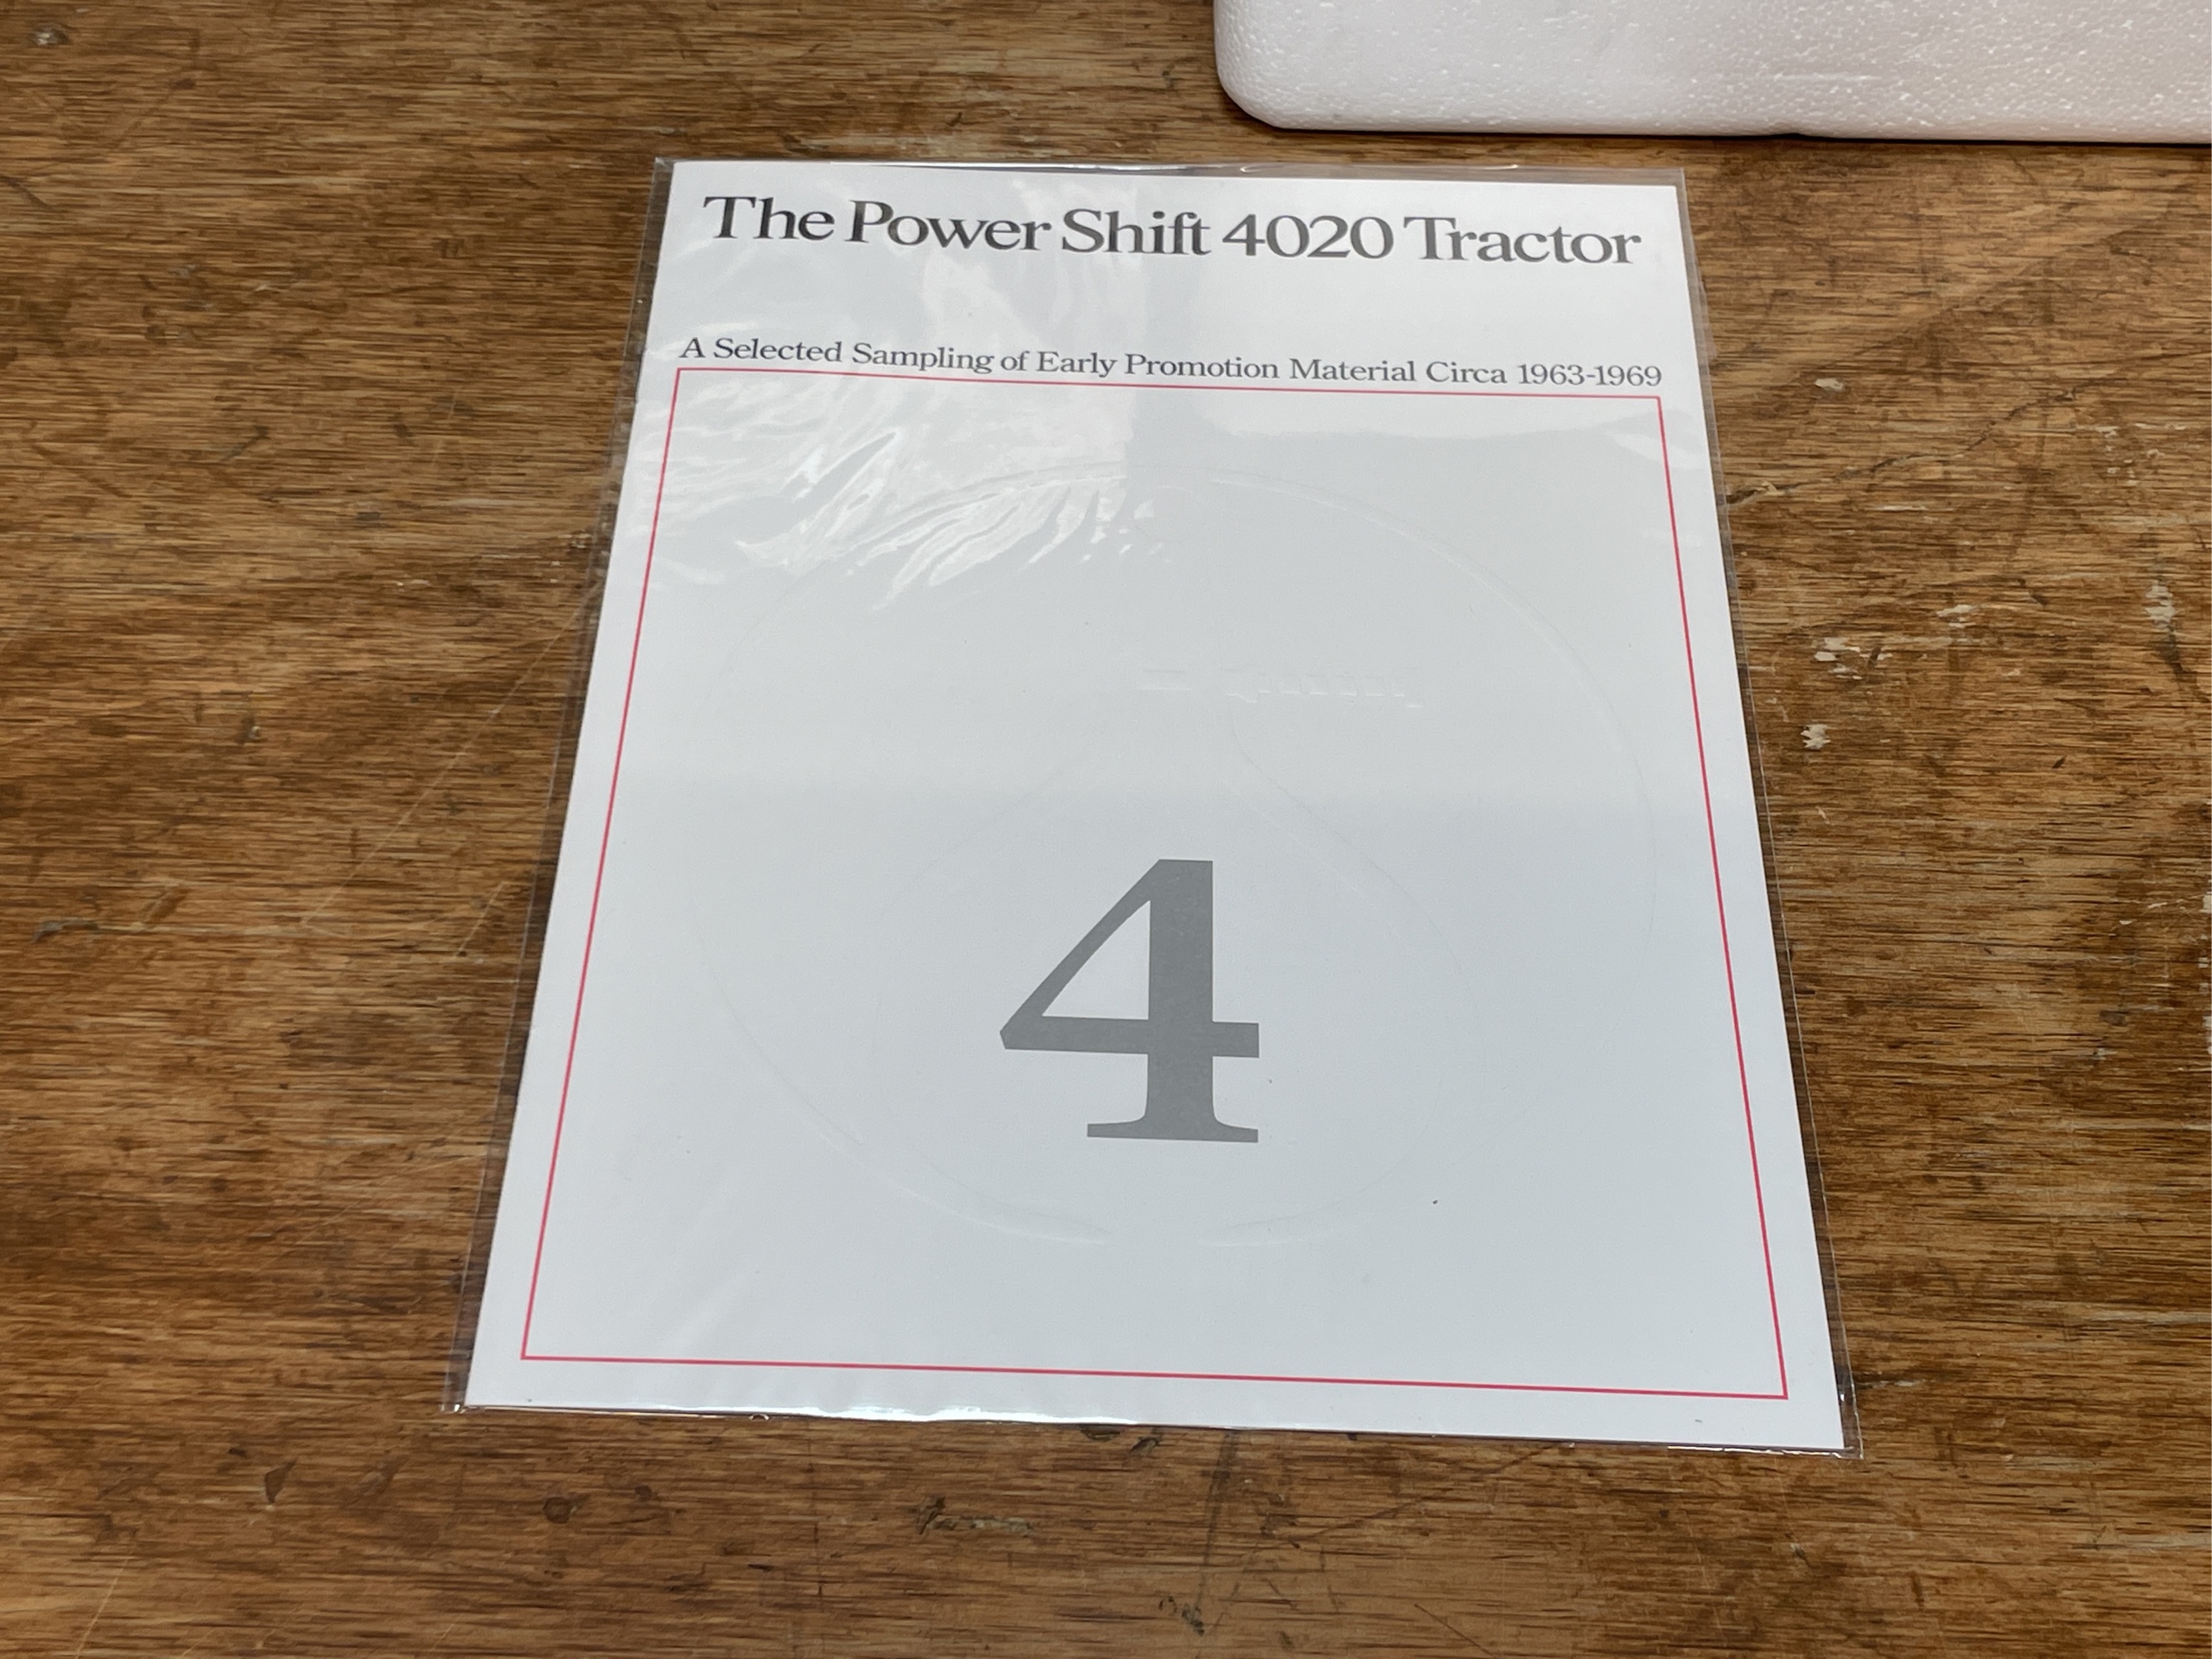 The Power Shift 4020 Tractor
A Selected Sampling of Early Promotion Material Circa 1963-1969
4